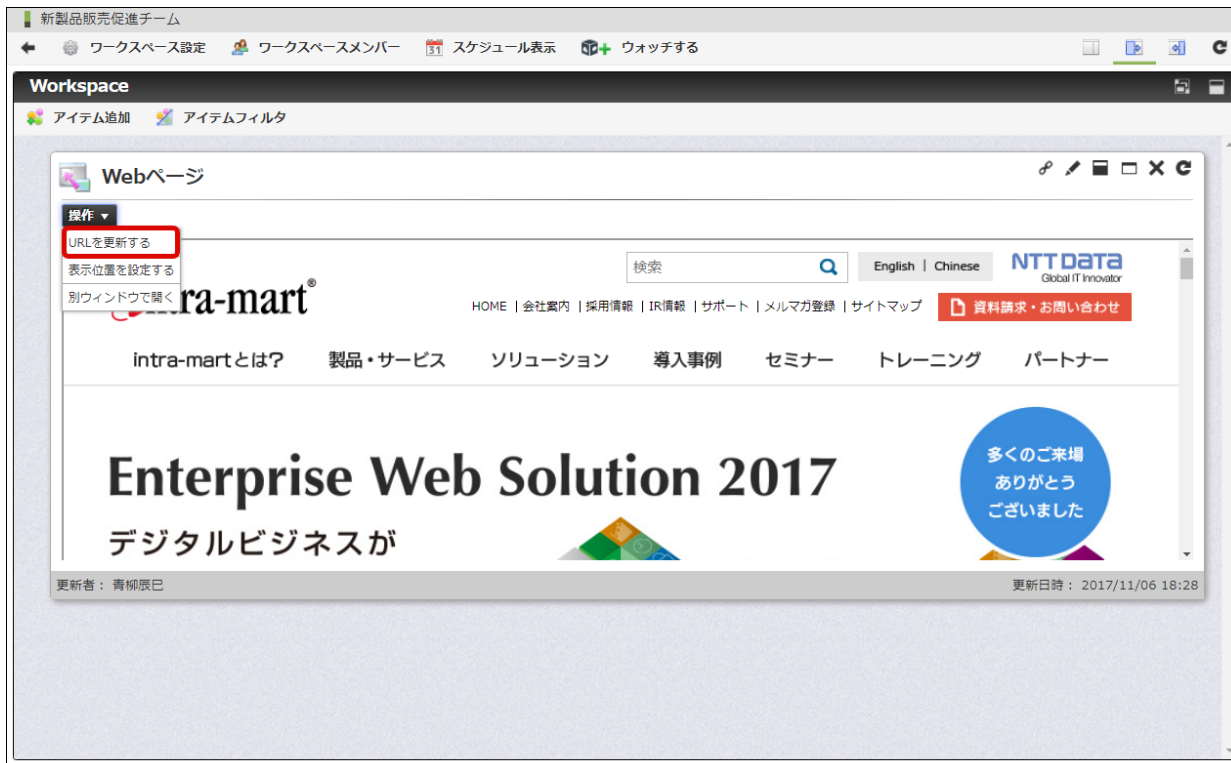 新製品販売促進チーム
ワークスペース設定 ワークスペースメンバー 31 スケジュール表示 ウォッチする
Workspace
アイテム追加 アイテムフィルタ
Webページ
操作 ▼
URLを更新する
表示位置を設定する
別ウィンドウで開く
検索 English | Chinese NTT DATA
Global IT Innovator
ra-mart®
HOME | 会社案内 | 採用情報 | IR情報 | サポート | メルマガ登録 | サイトマップ 資料請求・お問い合わせ
intra-martとは? 製品・サービス ソリューション 導入事例 セミナー トレーニング パートナー
Enterprise Web Solution 2017
デジタルビジネスが
多くのご来場
ありがとう
ございました
更新者： 青柳辰巳 更新日時： 2017/11/06 18:28